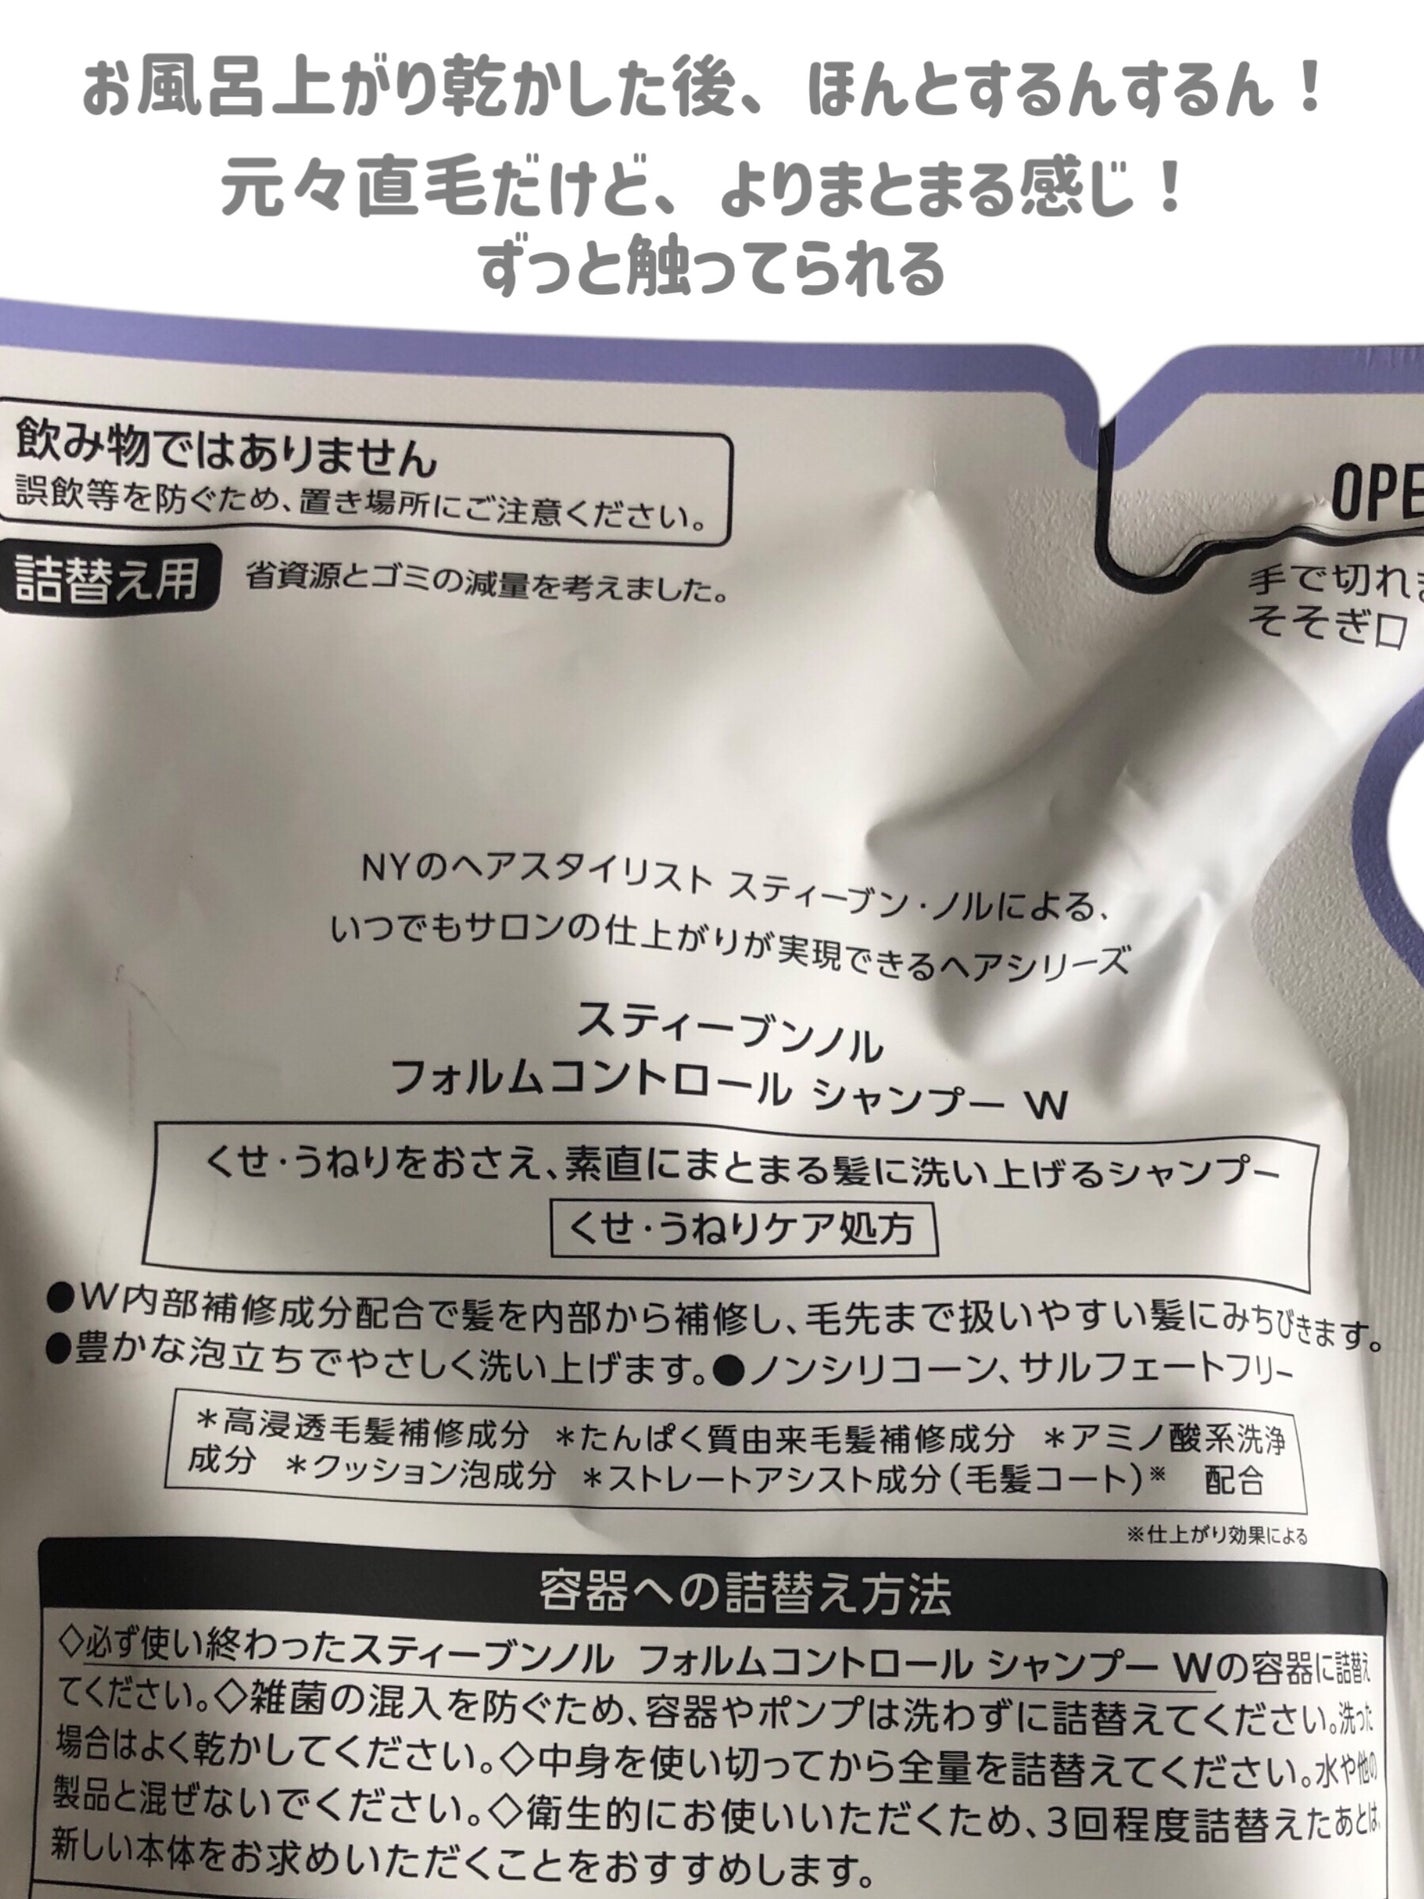 お風呂上がり乾かした後、ほんとするんするん！
元々直毛だけど、よりまとまる感じ！
ずっと触ってられる
飲み物ではありません
誤飲等を防ぐため、置き場所にご注意ください。
詰替え用 省資源とゴミの減量を考えました。
OPE
手で切れま
そそぎ口
NYのヘアスタイリスト スティーブン・ノルによる、
いつでもサロンの仕上がりが実現できるヘアシリーズ
スティーブンノル
フォルムコントロール シャンプー W
くせ・うねりをおさえ、素直にまとまる髪に洗い上げるシャンプー
くせ・うねりケア処方
●W内部補修成分配合で髪を内部から補修し、毛先まで扱いやすい髪にみちびきます。
●豊かな泡立ちでやさしく洗い上げます。●ノンシリコーン、サルフェートフリー
＊高浸透毛髪補修成分 ＊たんぱく質由来毛髪補修成分 ＊アミノ酸系洗浄
成分 ＊クッション泡成分 ＊ストレートアシスト成分（毛髪コート）※ 配合
※仕上がり効果による
容器への詰替え方法
◇必ず使い終わったスティーブンノル フォルムコントロール シャンプー Wの容器に詰替え
てください。◇雑菌の混入を防ぐため、容器やポンプは洗わずに詰替えてください。洗った
場合はよく乾かしてください。◇中身を使い切ってから全量を詰替えてください。水や他の
製品と混ぜないでください。◇衛生的にお使いいただくため、3回程度詰替えたあとは、
新しい本体をお求めいただくことをおすすめします。